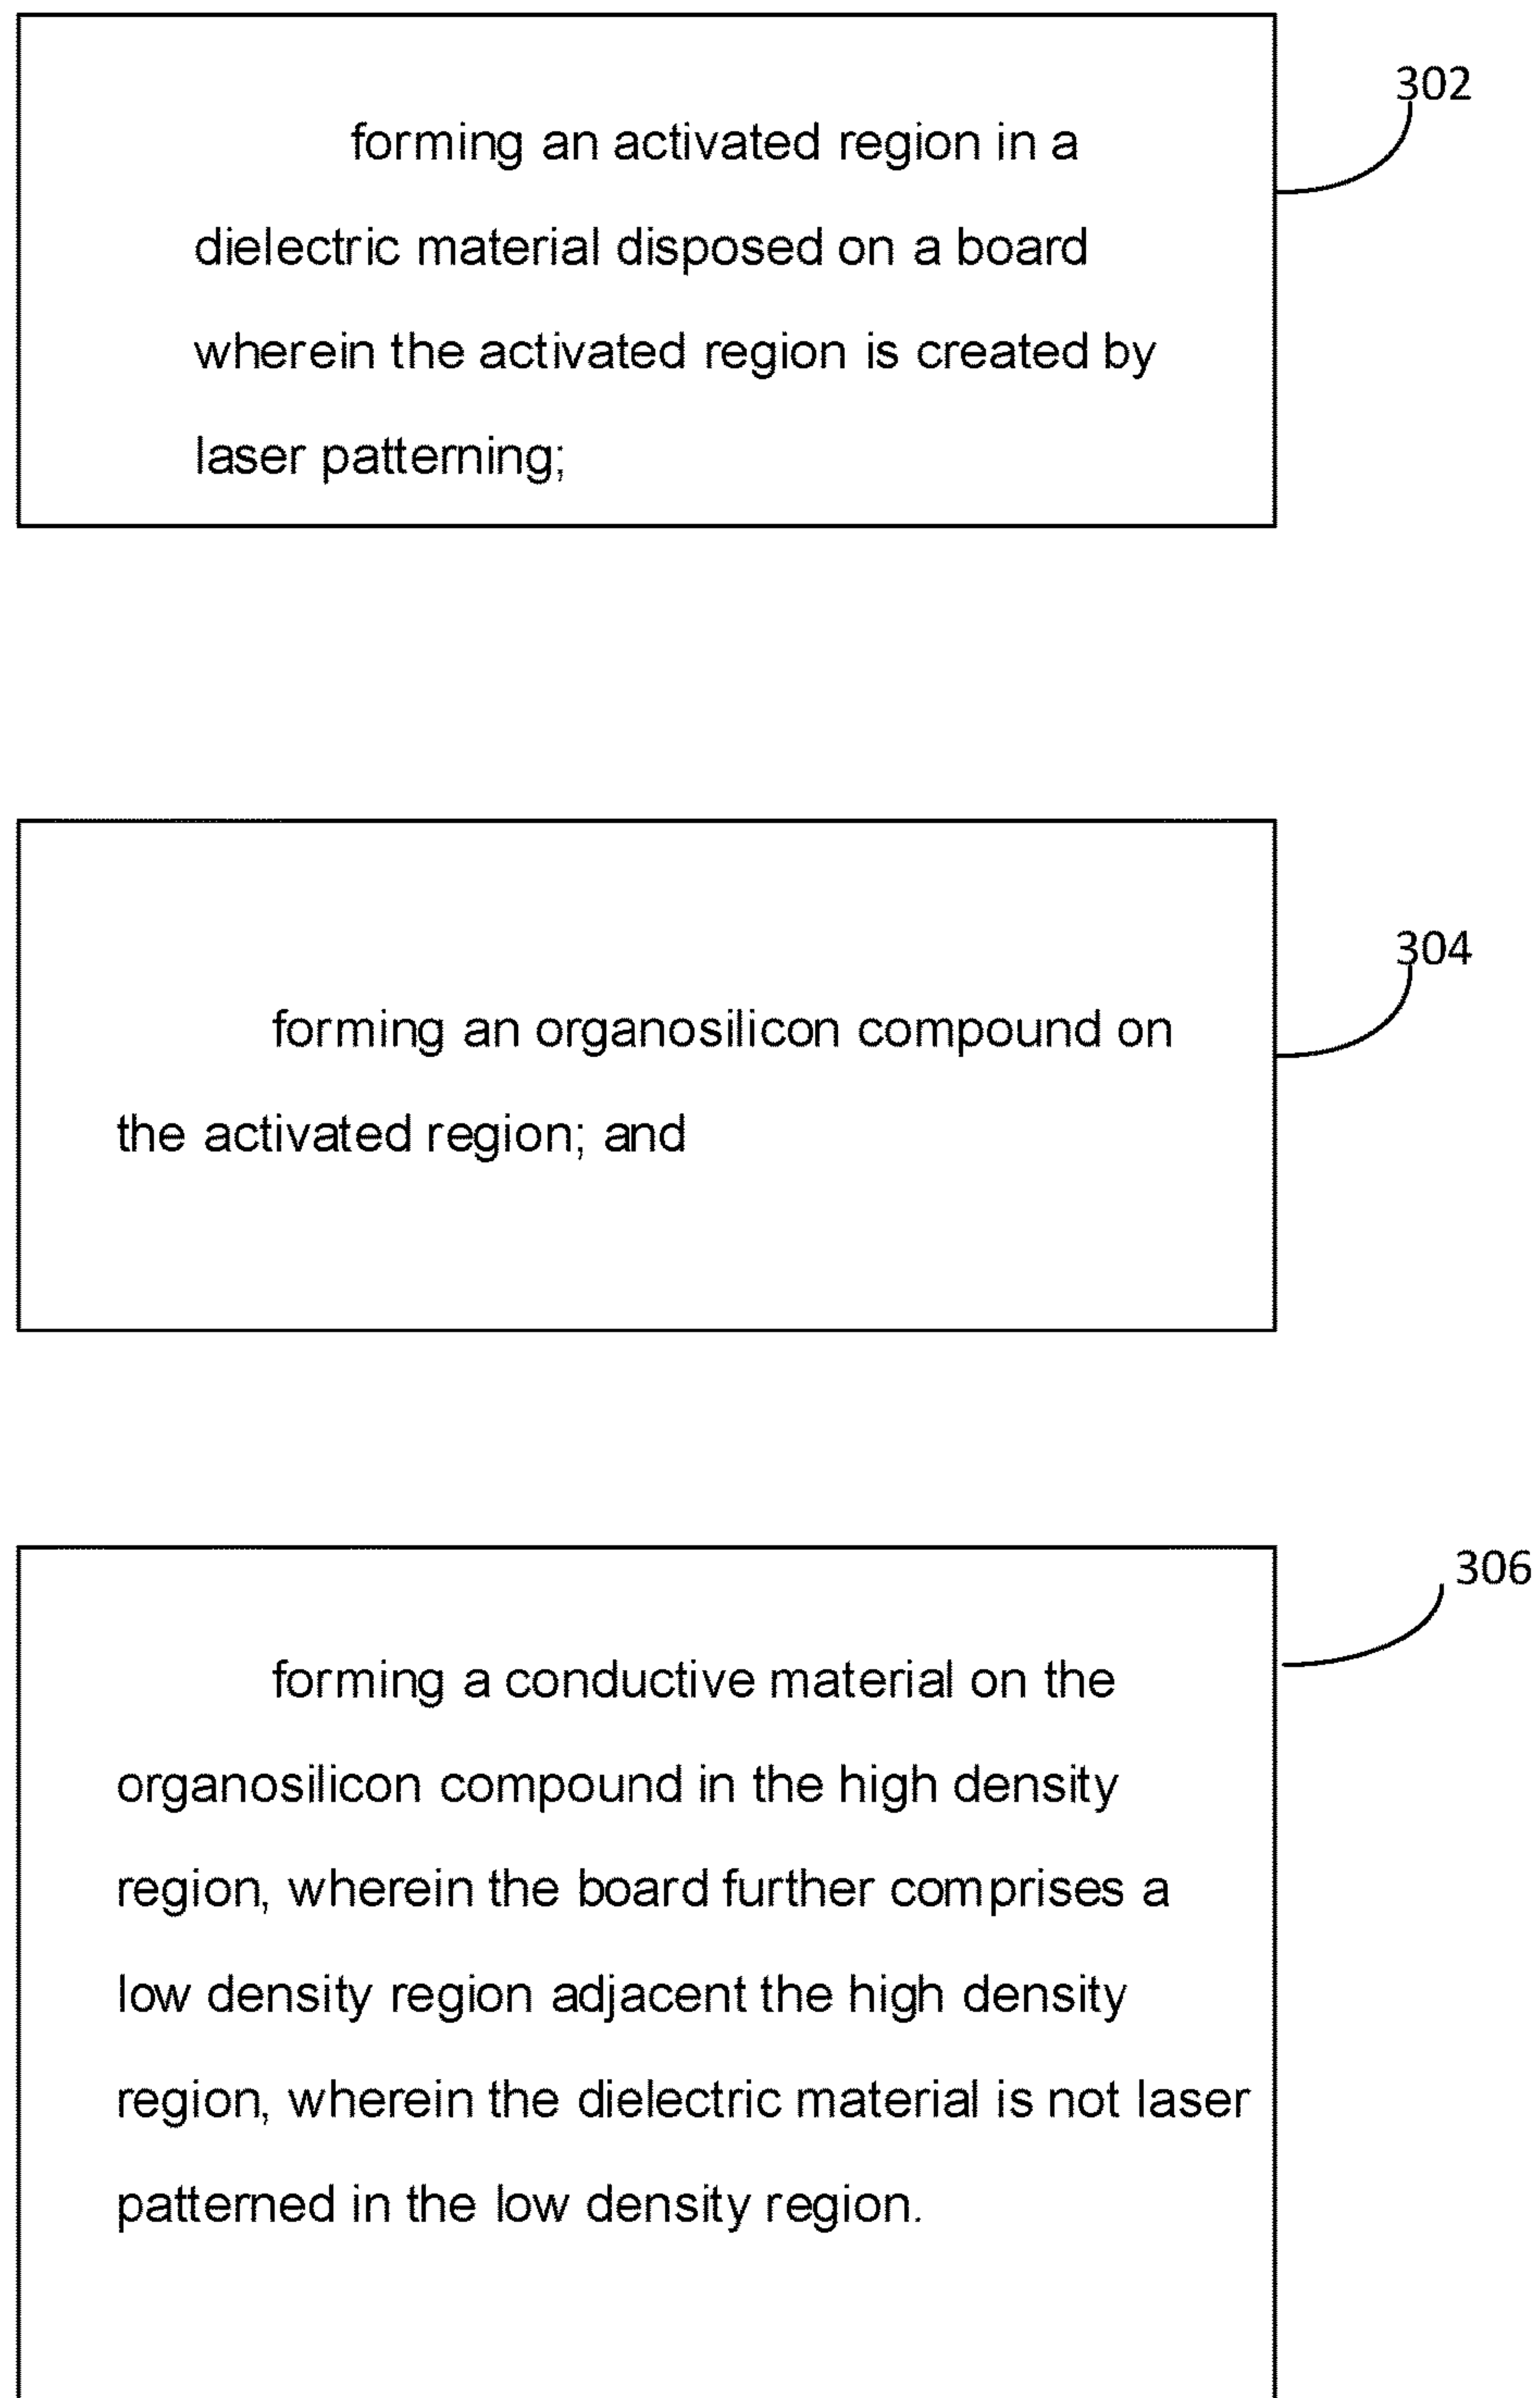 302
forming an activated region in a
dielectric material disposed on a board
wherein the activated region is created by
laser patterning;
304
forming an organosilicon compound on
the activated region; and
306
forming a conductive material on the
organosilicon compound in the high density
region, wherein the board further comprises a
low density region adjacent the high density
region, wherein the dielectric material is not laser
patterned in the low density region.